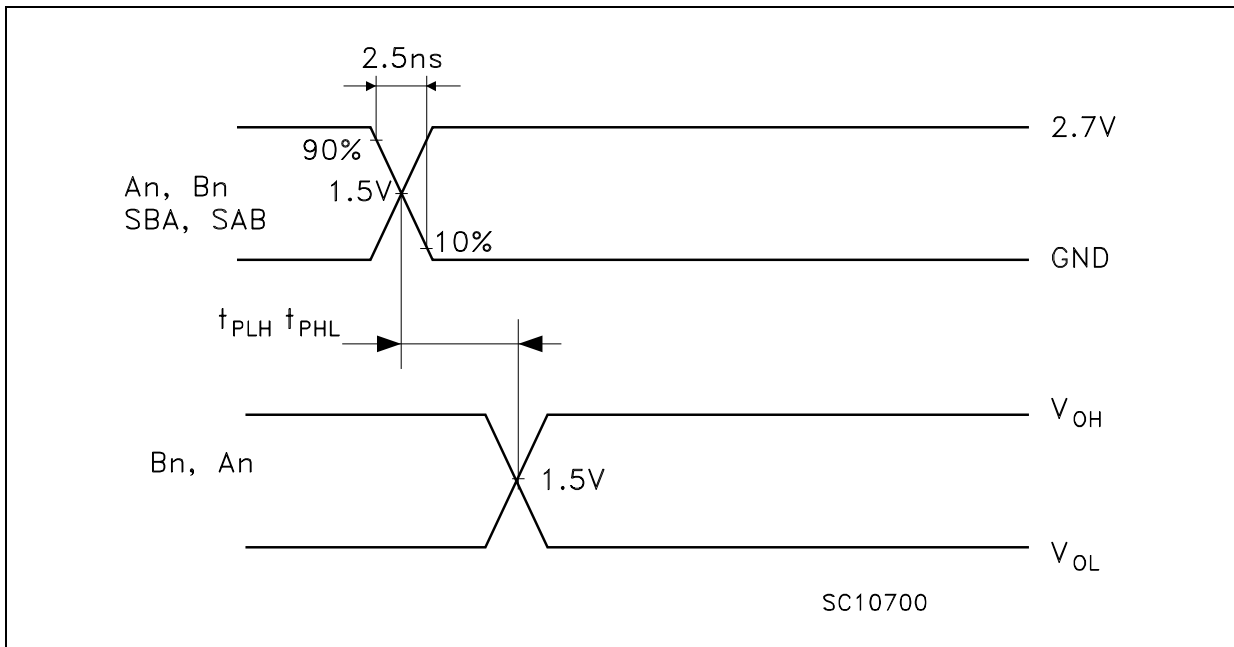 2.5ns
2.7V
90%
An, Bn
SBA, SAB
1.5V
10%
GND
tPLH tPHL
VOH
Bn, An
1.5V
VOL
SC10700